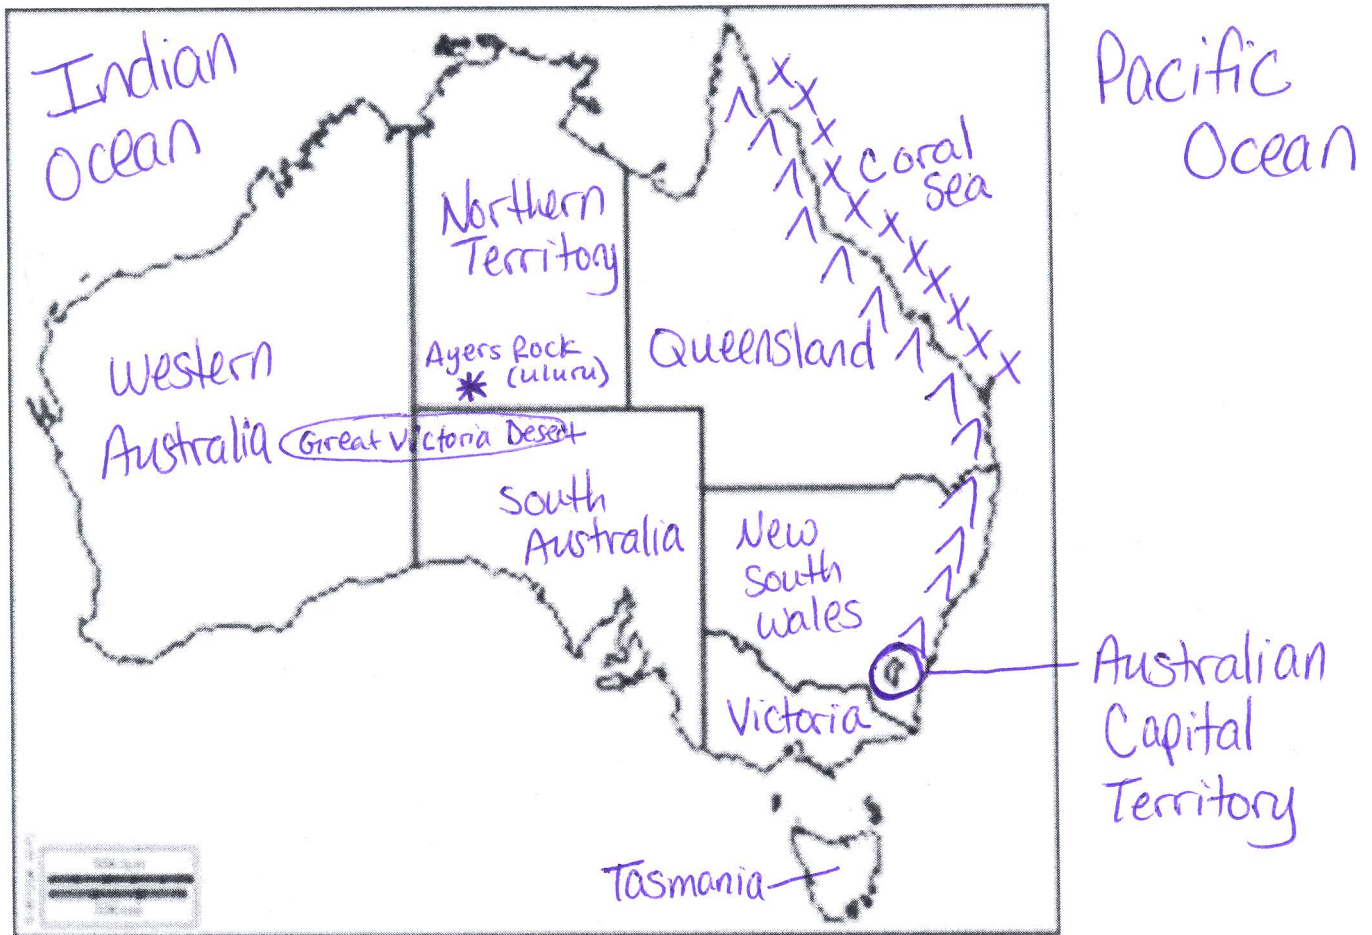 Indian
Ocean
Pacific
Ocean
Coral
Sea
Northern
Territory
Ayers Rock
(Uluru)
Queensland
Western
Australia
Great Victoria Desert
South
Australia
New
South
Wales
Victoria
Australian
Capital
Territory
Tasmania